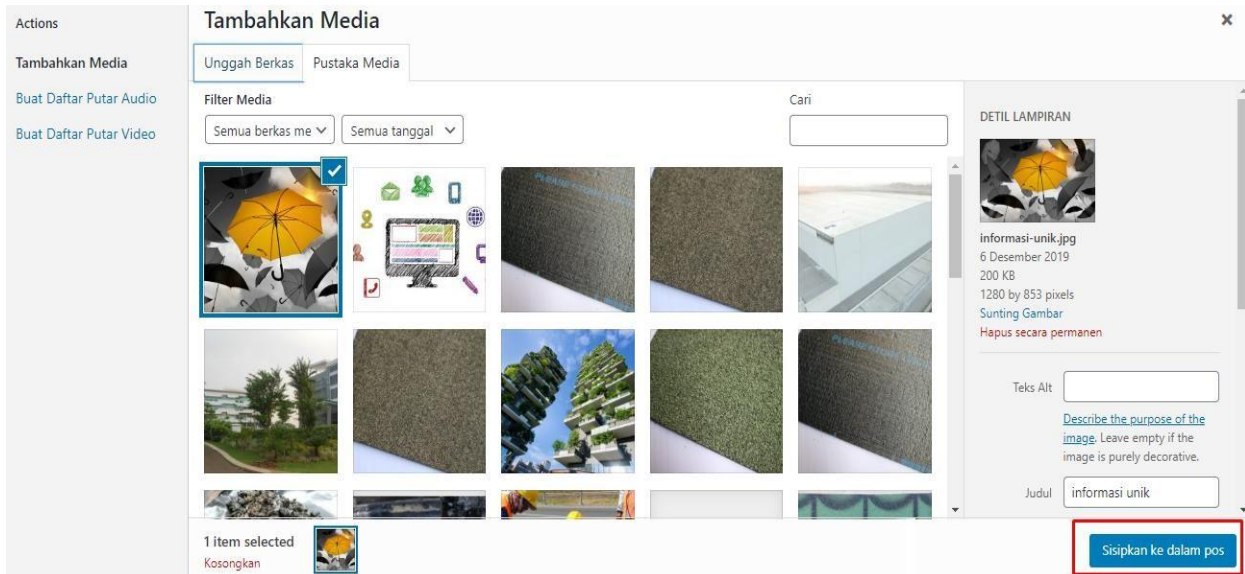 Actions
Tambahkan Media
Buat Daftar Putar Audio
Buat Daftar Putar Video
Tambahkan Media
Unggah Berkas
Pustaka Media
Filter Media
Semua berkas me
Semua tanggal
Cari
DETIL LAMPIRAN
informasi-unik.jpg
6 Desember 2019
200 KB
1280 by 853 pixels
Sunting Gambar
Hapus secara permanen
Teks Alt
Describe the purpose of the
image. Leave empty if the
image is purely decorative.
Judul
informasi unik
1 item selected
Kosongkan
Sisipkan ke dalam pos